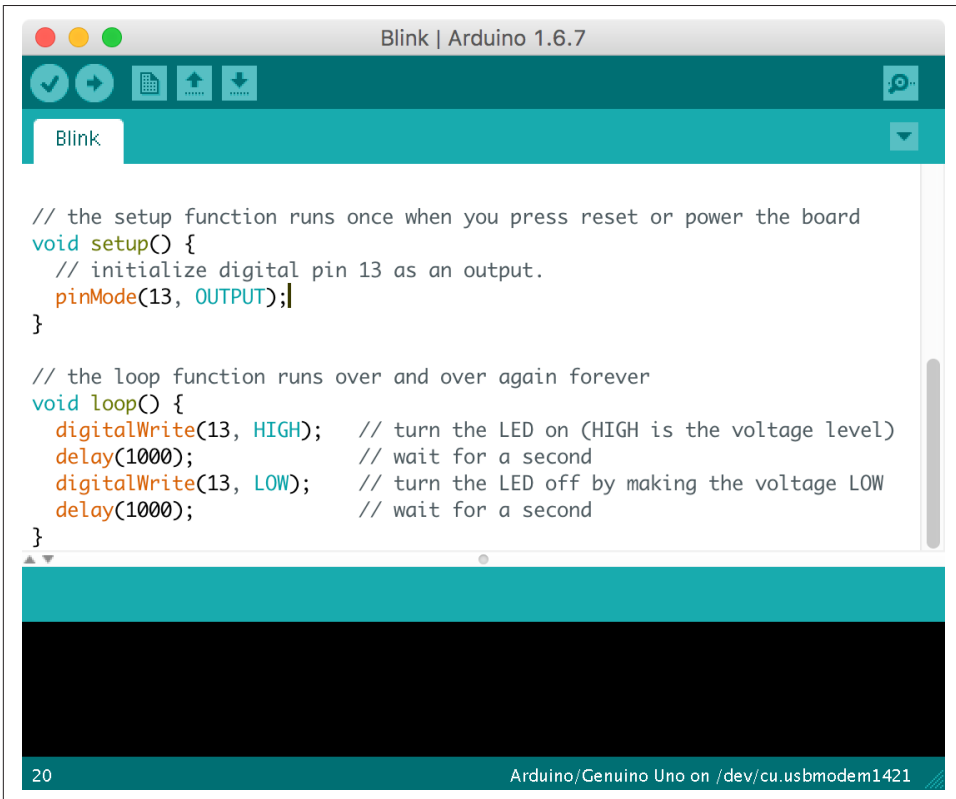 Blink | Arduino 1.6.7
Blink
// the setup function runs once when you press reset or power the board
void setup() {
  // initialize digital pin 13 as an output.
  pinMode(13, OUTPUT);
}
// the loop function runs over and over again forever
void loop() {
  digitalWrite(13, HIGH);   // turn the LED on (HIGH is the voltage level)
  delay(1000);              // wait for a second
  digitalWrite(13, LOW);    // turn the LED off by making the voltage LOW
  delay(1000);              // wait for a second
}
20 Arduino/Genuino Uno on /dev/cu.usbmodem1421